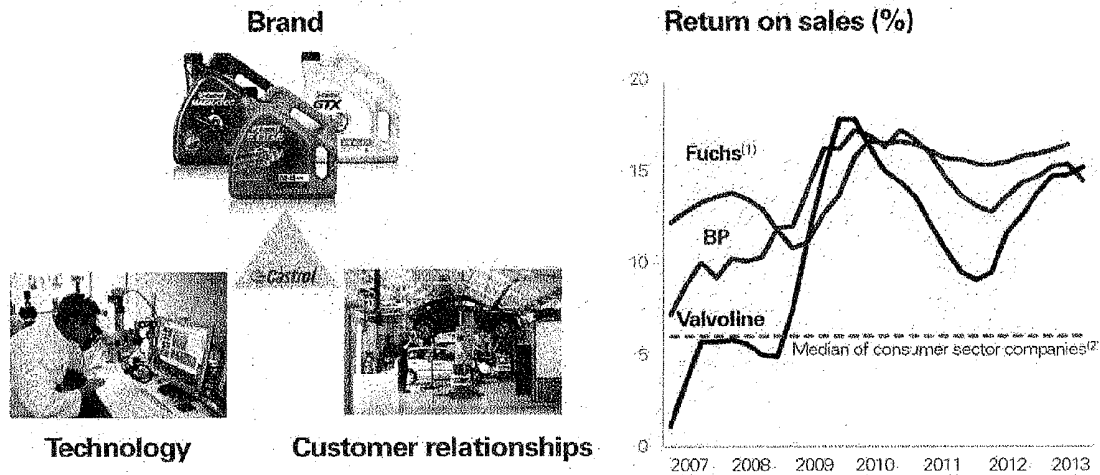 Brand
Return on sales (%)
GTX
Castrol
Technology
Customer relationships
20
15
10
5
0
Fuchs(1)
BP
Valvoline
Median of consumer sector companies(2)
2007 2008 2009 2010 2011 2012 2013